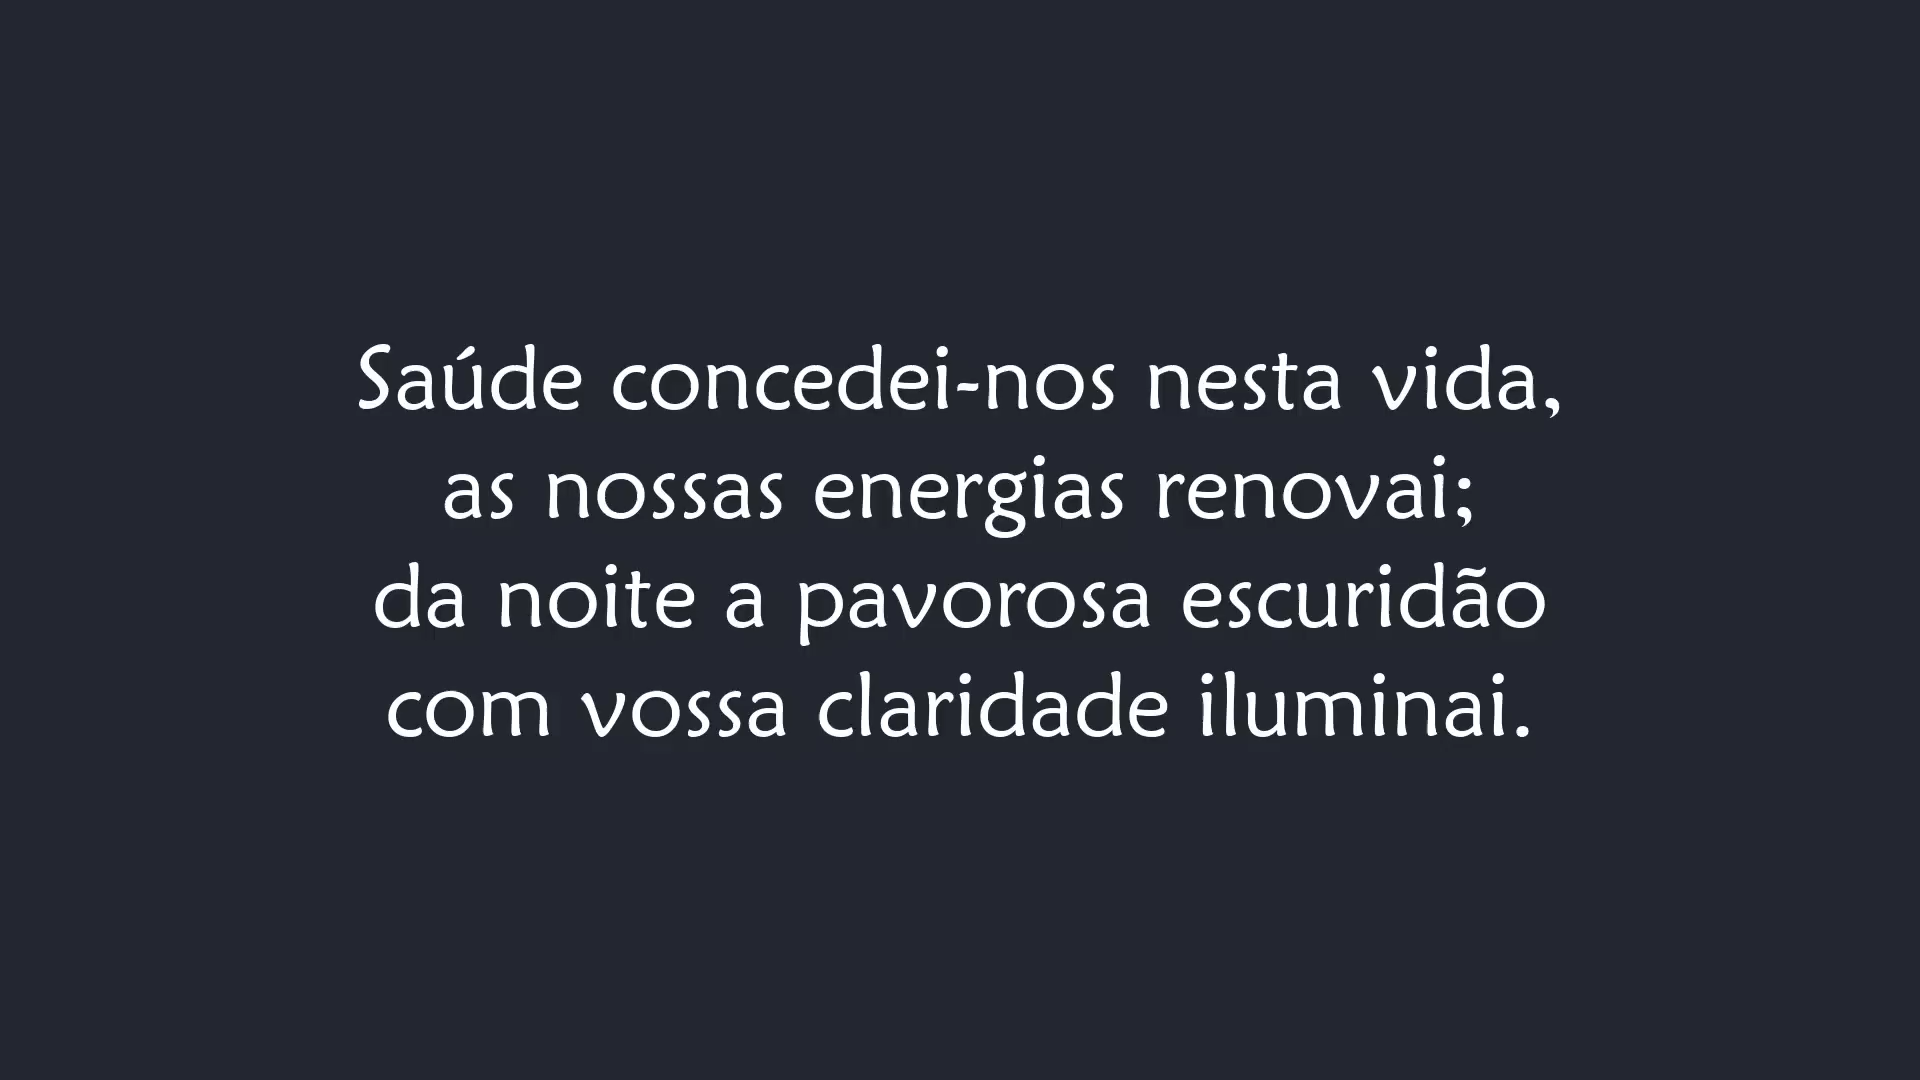 Saúde concedei-nos nesta vida,
as nossas energias renovai;
da noite a pavorosa escuridão
com vossa claridade iluminai.